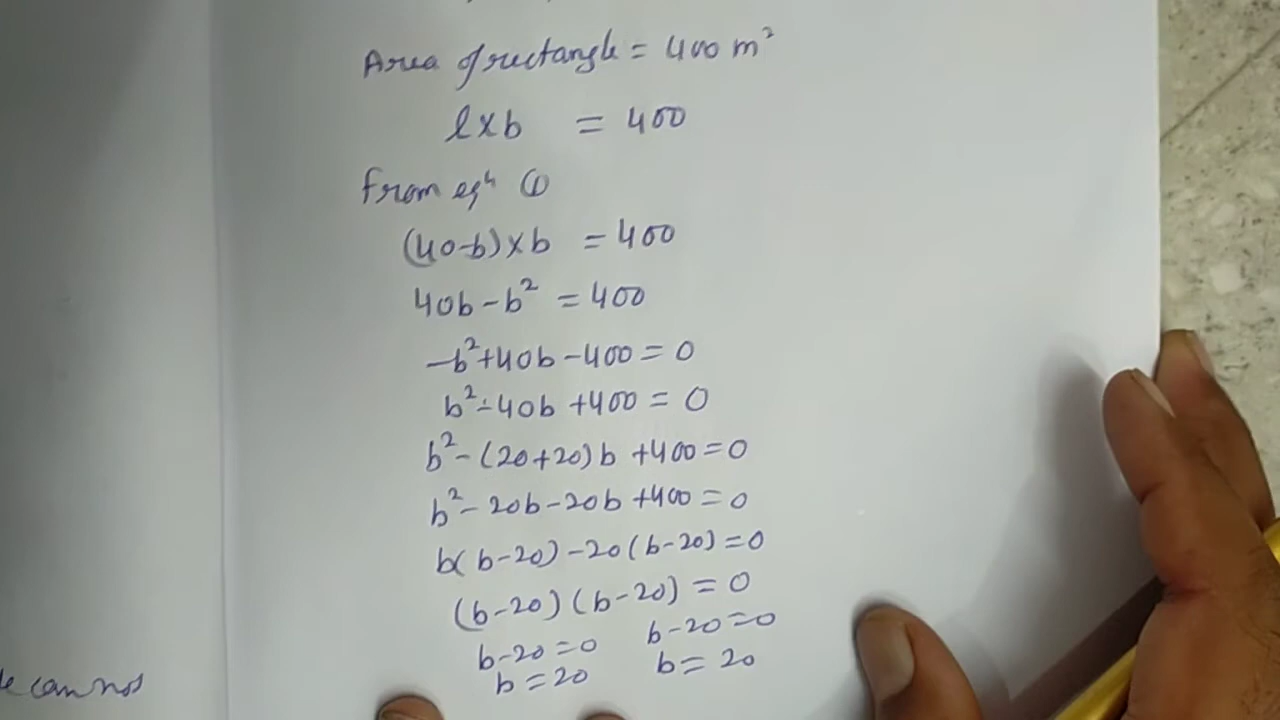 Area of rectangle = 400 m²
l×b = 400
From eqⁿ ①
(40-b)×b = 400
40b-b² = 400
-b²+40b-400 = 0
b²-40b+400 = 0
b²-(20+20)b+400=0
b²-20b-20b+400=0
b(b-20)-20(b-20)=0
(b-20)(b-20) = 0
b-20=0 b-20=0
b=20 b=20
cannot